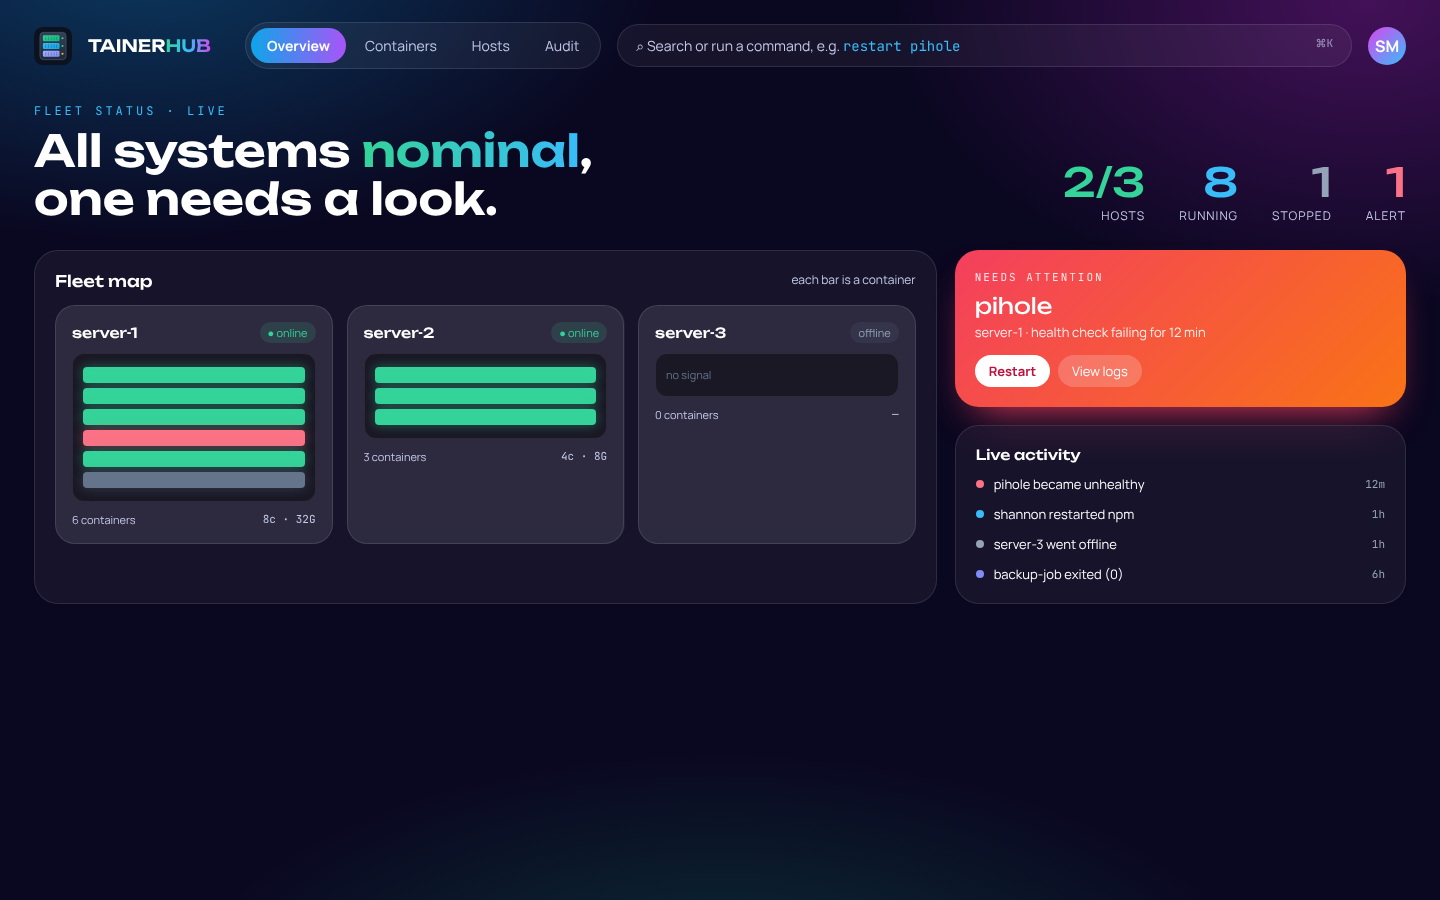 TAINERHUB
Overview Containers Hosts Audit
Search or run a command, e.g. restart pihole ⌘K
SM
FLEET STATUS · LIVE
All systems nominal,
one needs a look.
2/3 8 1 1
HOSTS RUNNING STOPPED ALERT
Fleet map each bar is a container
server-1 ● online
6 containers 8c · 32G
server-2 ● online
3 containers 4c · 8G
server-3 offline
no signal
0 containers —
NEEDS ATTENTION
pihole
server-1 · health check failing for 12 min
Restart View logs
Live activity
pihole became unhealthy 12m
shannon restarted npm 1h
server-3 went offline 1h
backup-job exited (0) 6h